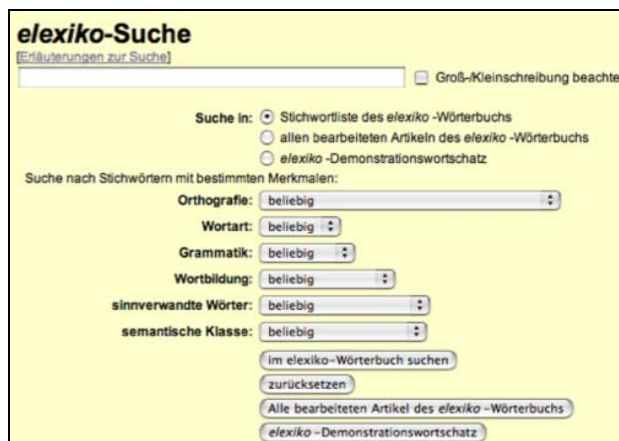 elexiko-Suche
[Erläuterungen zur Suche]
Groß-/Kleinschreibung beachte
Suche in: Stichwortliste des elexiko -Wörterbuchs
allen bearbeiteten Artikeln des elexiko -Wörterbuchs
elexiko -Demonstrationswortschatz
Suche nach Stichwörtern mit bestimmten Merkmalen:
Orthografie: beliebig
Wortart: beliebig
Grammatik: beliebig
Wortbildung: beliebig
sinnverwandte Wörter: beliebig
semantische Klasse: beliebig
im elexiko-Wörterbuch suchen
zurücksetzen
Alle bearbeiteten Artikel des elexiko -Wörterbuchs
elexiko -Demonstrationswortschatz